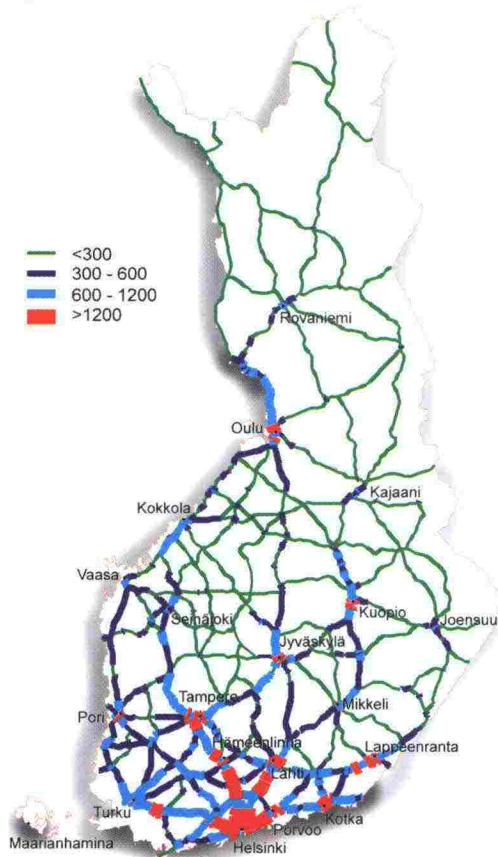 <300
300 - 600
600 - 1200
>1200
Rovaniemi
Oulu
Kajaani
Kokkola
Vaasa
Seinäjoki
Kuopio
Joensuu
Jyväskylä
Tampere
Mikkeli
Pori
Hämeenlinna
Lappeenranta
Lahti
Turku
Kotka
Porvoo
Maarianhamina
Helsinki